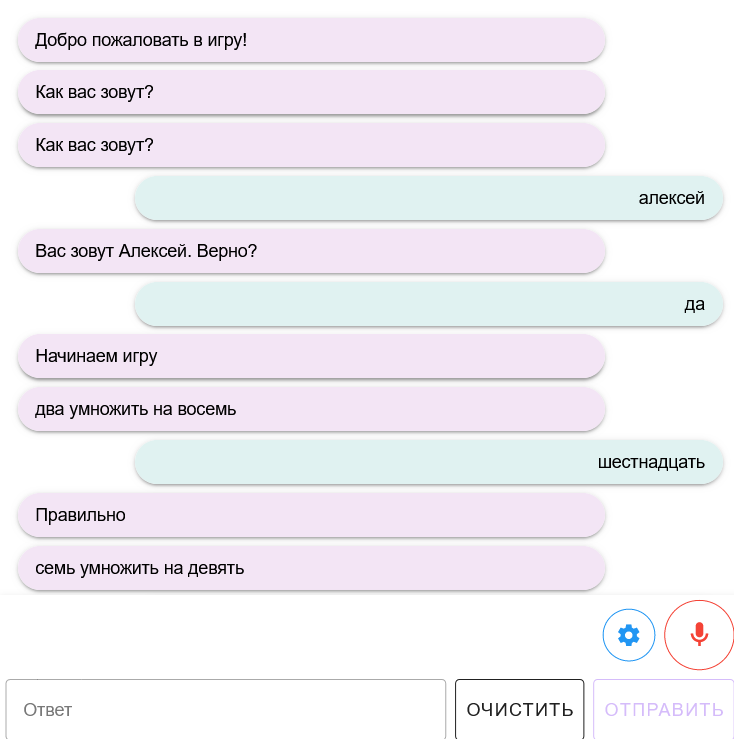 Добро пожаловать в игру!
Как вас зовут?
Как вас зовут?
алексей
Вас зовут Алексей. Верно?
да
Начинаем игру
два умножить на восемь
шестнадцать
Правильно
семь умножить на девять
Ответ
ОЧИСТИТЬ
ОТПРАВИТЬ